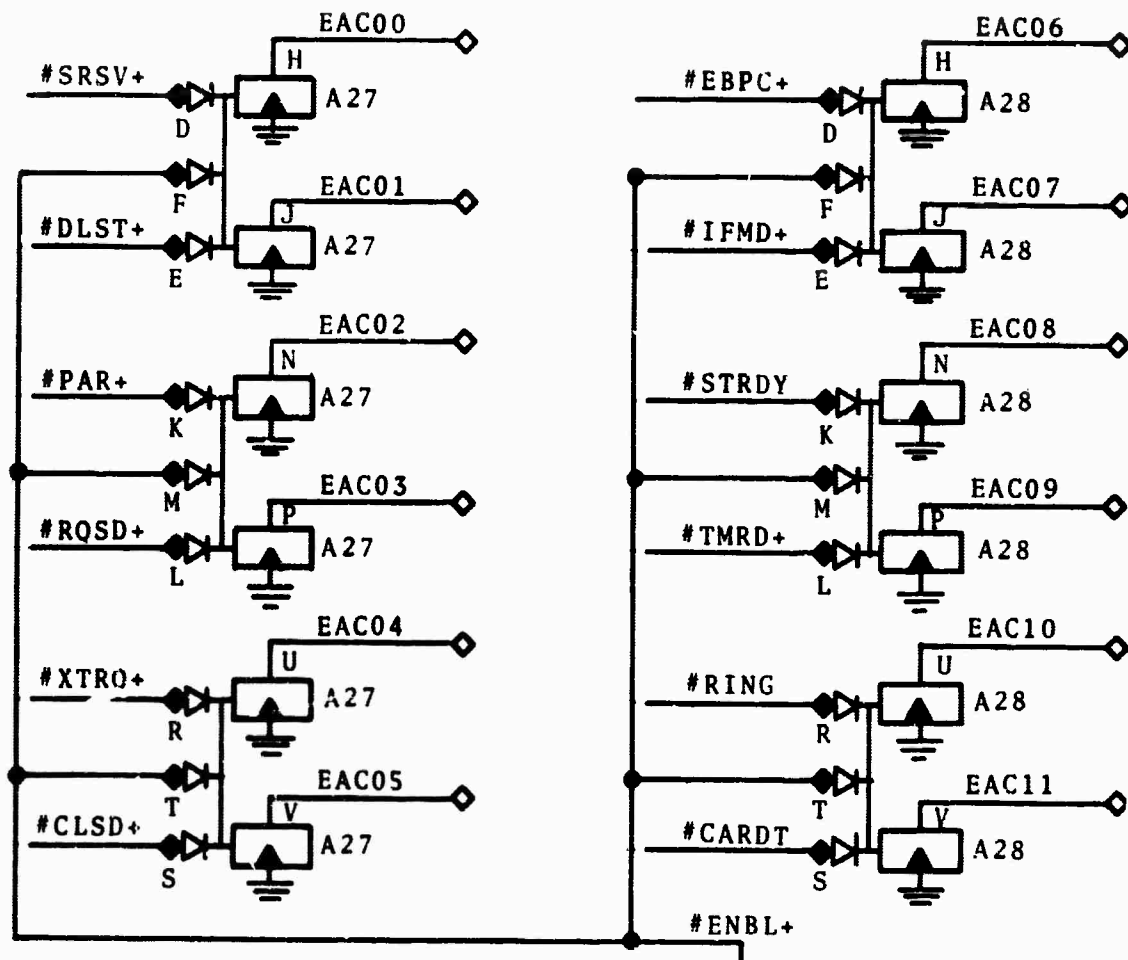 EAC00
H
#SRSV+
A27
D
F
EAC01
J
#DLST+
A27
E
EAC02
N
#PAR+
A27
K
M
EAC03
P
#RQSD+
A27
L
EAC04
U
#XTRQ+
A27
R
T
EAC05
V
#CLSD+
A27
S
EAC06
H
#EBPC+
A28
D
F
EAC07
J
#IFMD+
A28
E
EAC08
N
#STRDY
A28
K
M
EAC09
P
#TMRD+
A28
L
EAC10
U
#RING
A28
R
T
EAC11
V
#CARDT
A28
S
#ENBL+